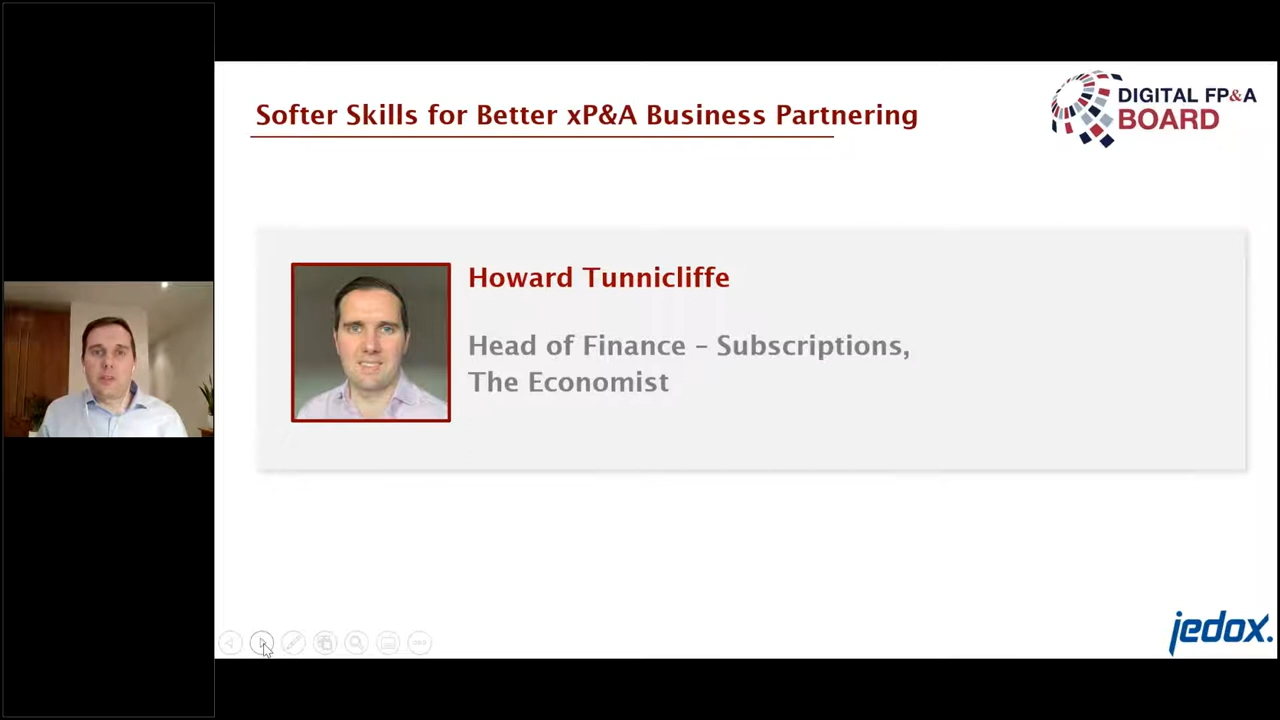 Softer Skills for Better xP&A Business Partnering
DIGITAL FP&A
BOARD
Howard Tunnicliffe
Head of Finance – Subscriptions,
The Economist
jedox.